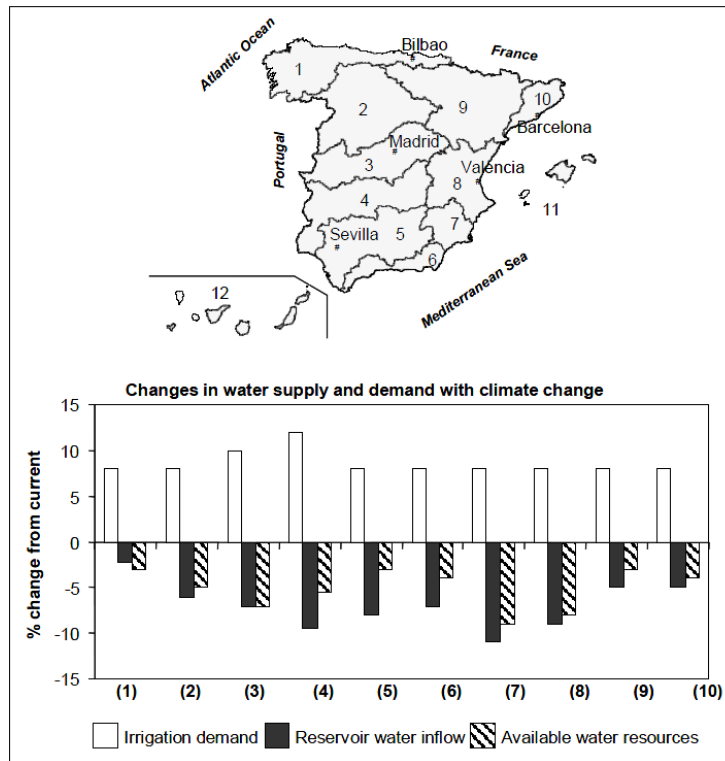 Atlantic Ocean
Bilbao
France
1
2
9
10
Barcelona
Madrid
Portugal
3
Valencia
8
4
11
7
Sevilla
5
6
12
Mediterranean Sea
Changes in water supply and demand with climate change
% change from current
15
10
5
0
-5
-10
-15
(1) (2) (3) (4) (5) (6) (7) (8) (9) (10)
Irrigation demand Reservoir water inflow Available water resources